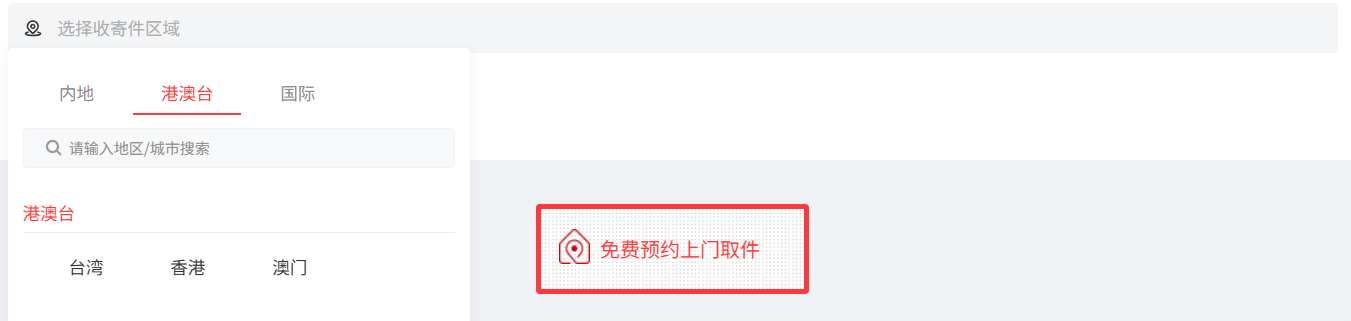 选择收寄件区域
内地 港澳台 国际
请输入地区/城市搜索
港澳台
台湾 香港 澳门
免费预约上门取件